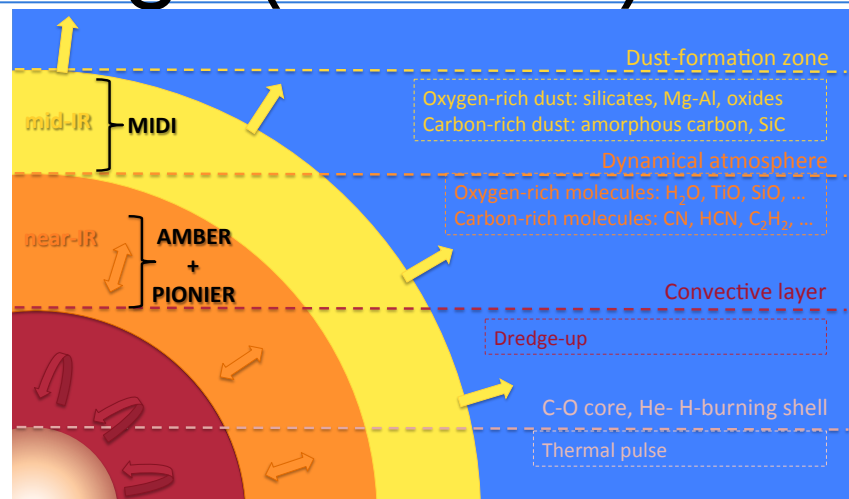 Dust-formation zone
mid-IR
MIDI
Oxygen-rich dust: silicates, Mg-Al, oxides
Carbon-rich dust: amorphous carbon, SiC
Dynamical atmosphere
Oxygen-rich molecules: H₂O, TiO, SiO, ...
Carbon-rich molecules: CN, HCN, C₂H₂, ...
near-IR
AMBER
+
PIONIER
Convective layer
Dredge-up
C-O core, He- H-burning shell
Thermal pulse